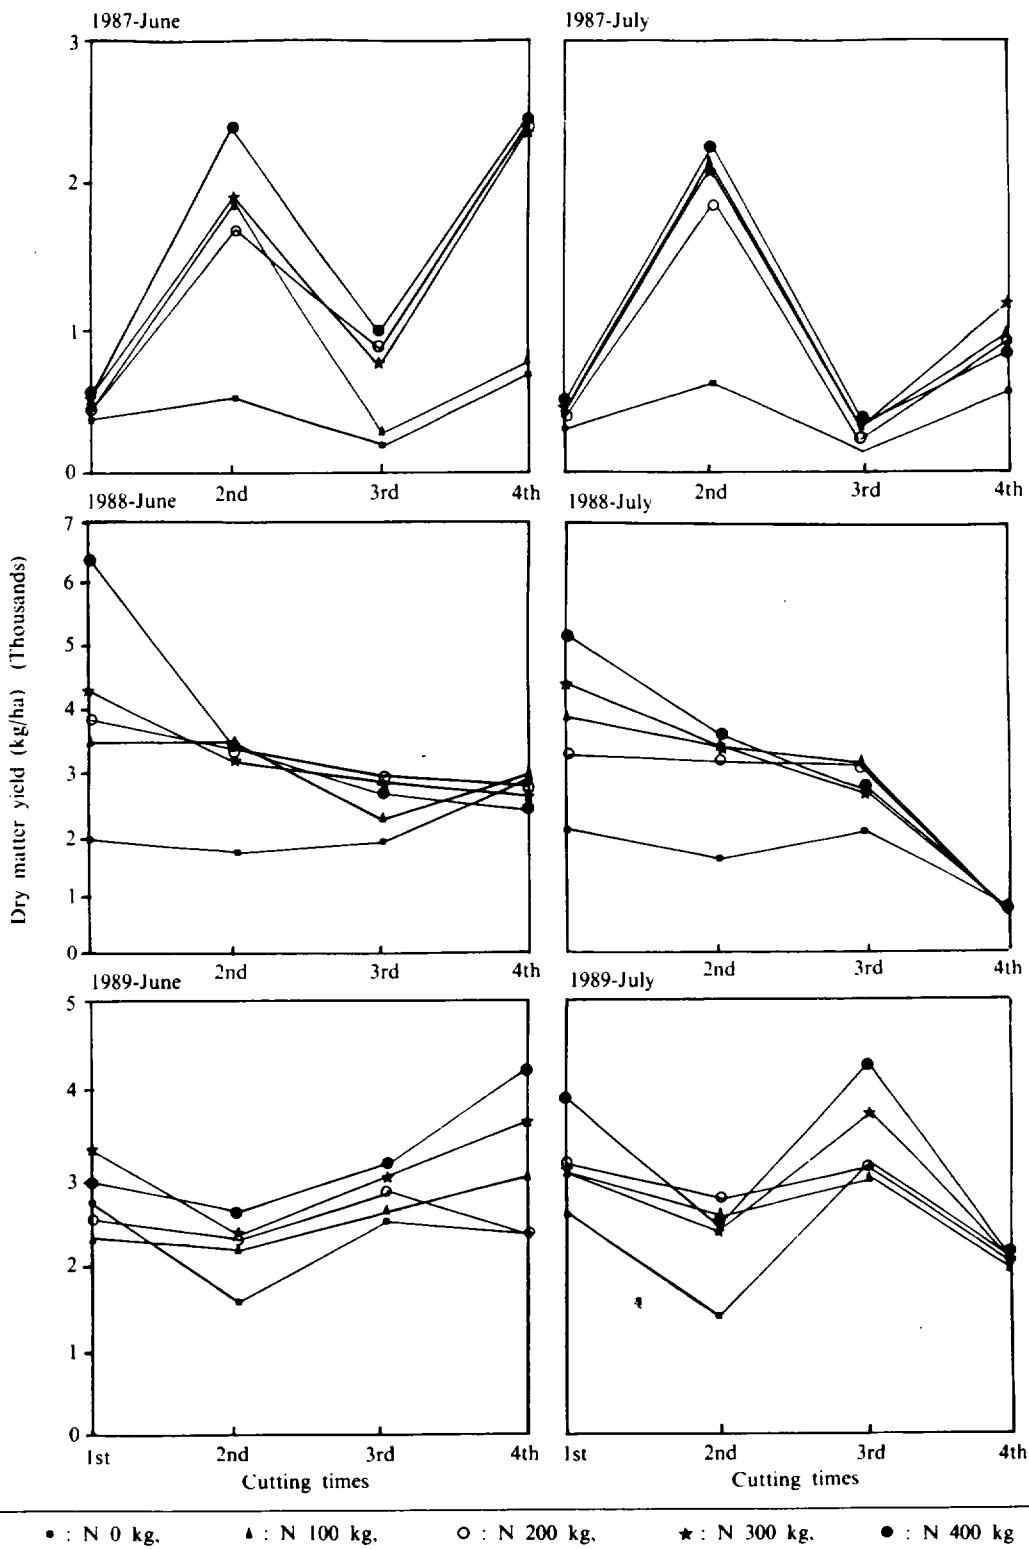 1987-June
1987-July
3
2
1
0
2nd
3rd
4th
2nd
3rd
4th
1988-June
1988-July
7
6
5
4
3
2
1
0
Dry matter yield (kg/ha) (Thousands)
2nd
3rd
4th
2nd
3rd
4th
1989-June
1989-July
5
4
3
2
1
0
1st
2nd
3rd
4th
1st
2nd
3rd
4th
Cutting times
Cutting times
: N 0 kg, : N 100 kg, : N 200 kg, : N 300 kg, : N 400 kg